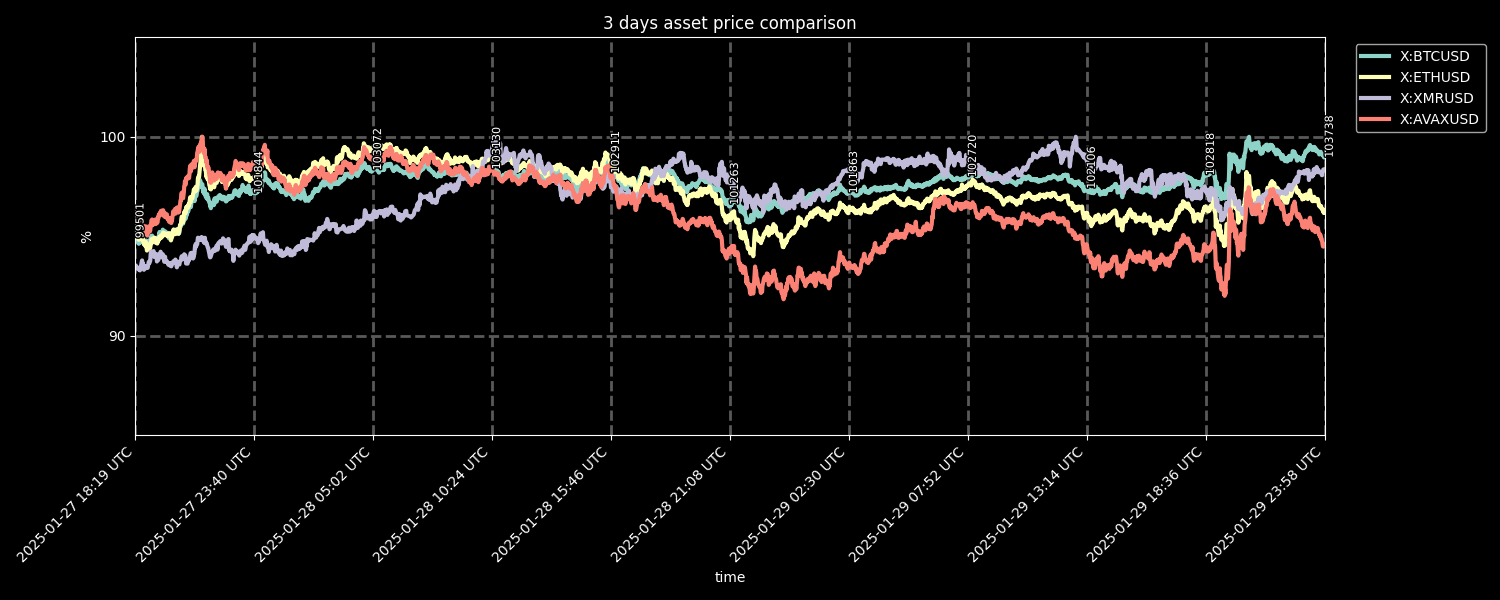 3 days asset price comparison
X:BTCUSD
X:ETHUSD
X:XMRUSD
X:AVAXUSD
100
90
%
99501
101844
103072
103130
102911
101263
101863
102720
102106
102818
103738
2025-01-27 18:19 UTC
2025-01-27 23:40 UTC
2025-01-28 05:02 UTC
2025-01-28 10:24 UTC
2025-01-28 15:46 UTC
2025-01-28 21:08 UTC
2025-01-29 02:30 UTC
2025-01-29 07:52 UTC
2025-01-29 13:14 UTC
2025-01-29 18:36 UTC
2025-01-29 23:58 UTC
time